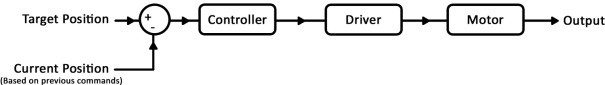 Target Position
+
-
Controller
Driver
Motor
Output
Current Position
(Based on previous commands)